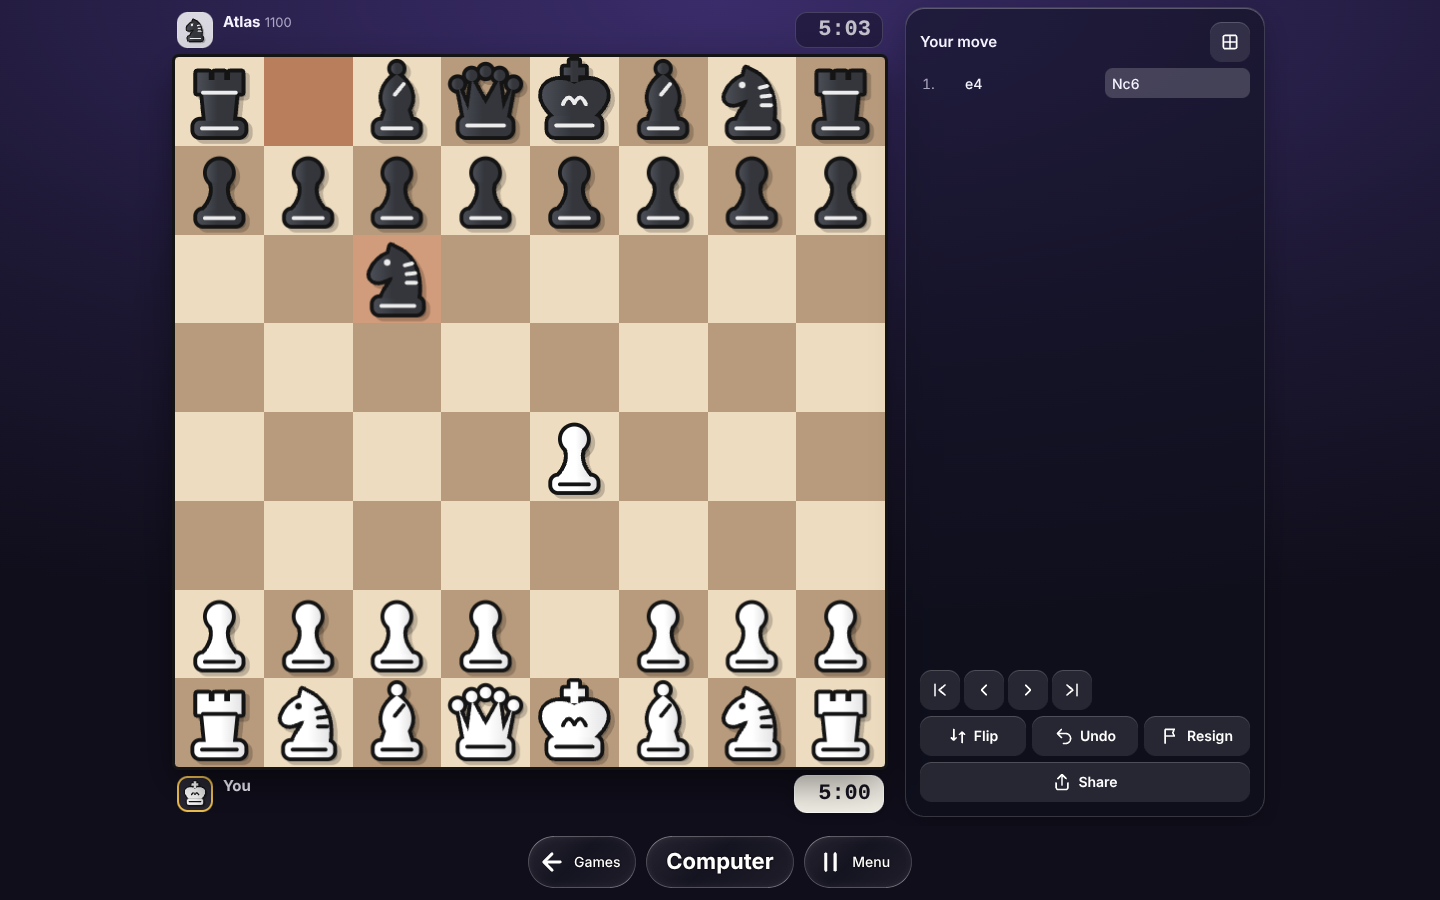 Atlas 1100
5:03
Your move
1. e4 Nc6
Flip
Undo
Resign
Share
You
5:00
Games
Computer
Menu